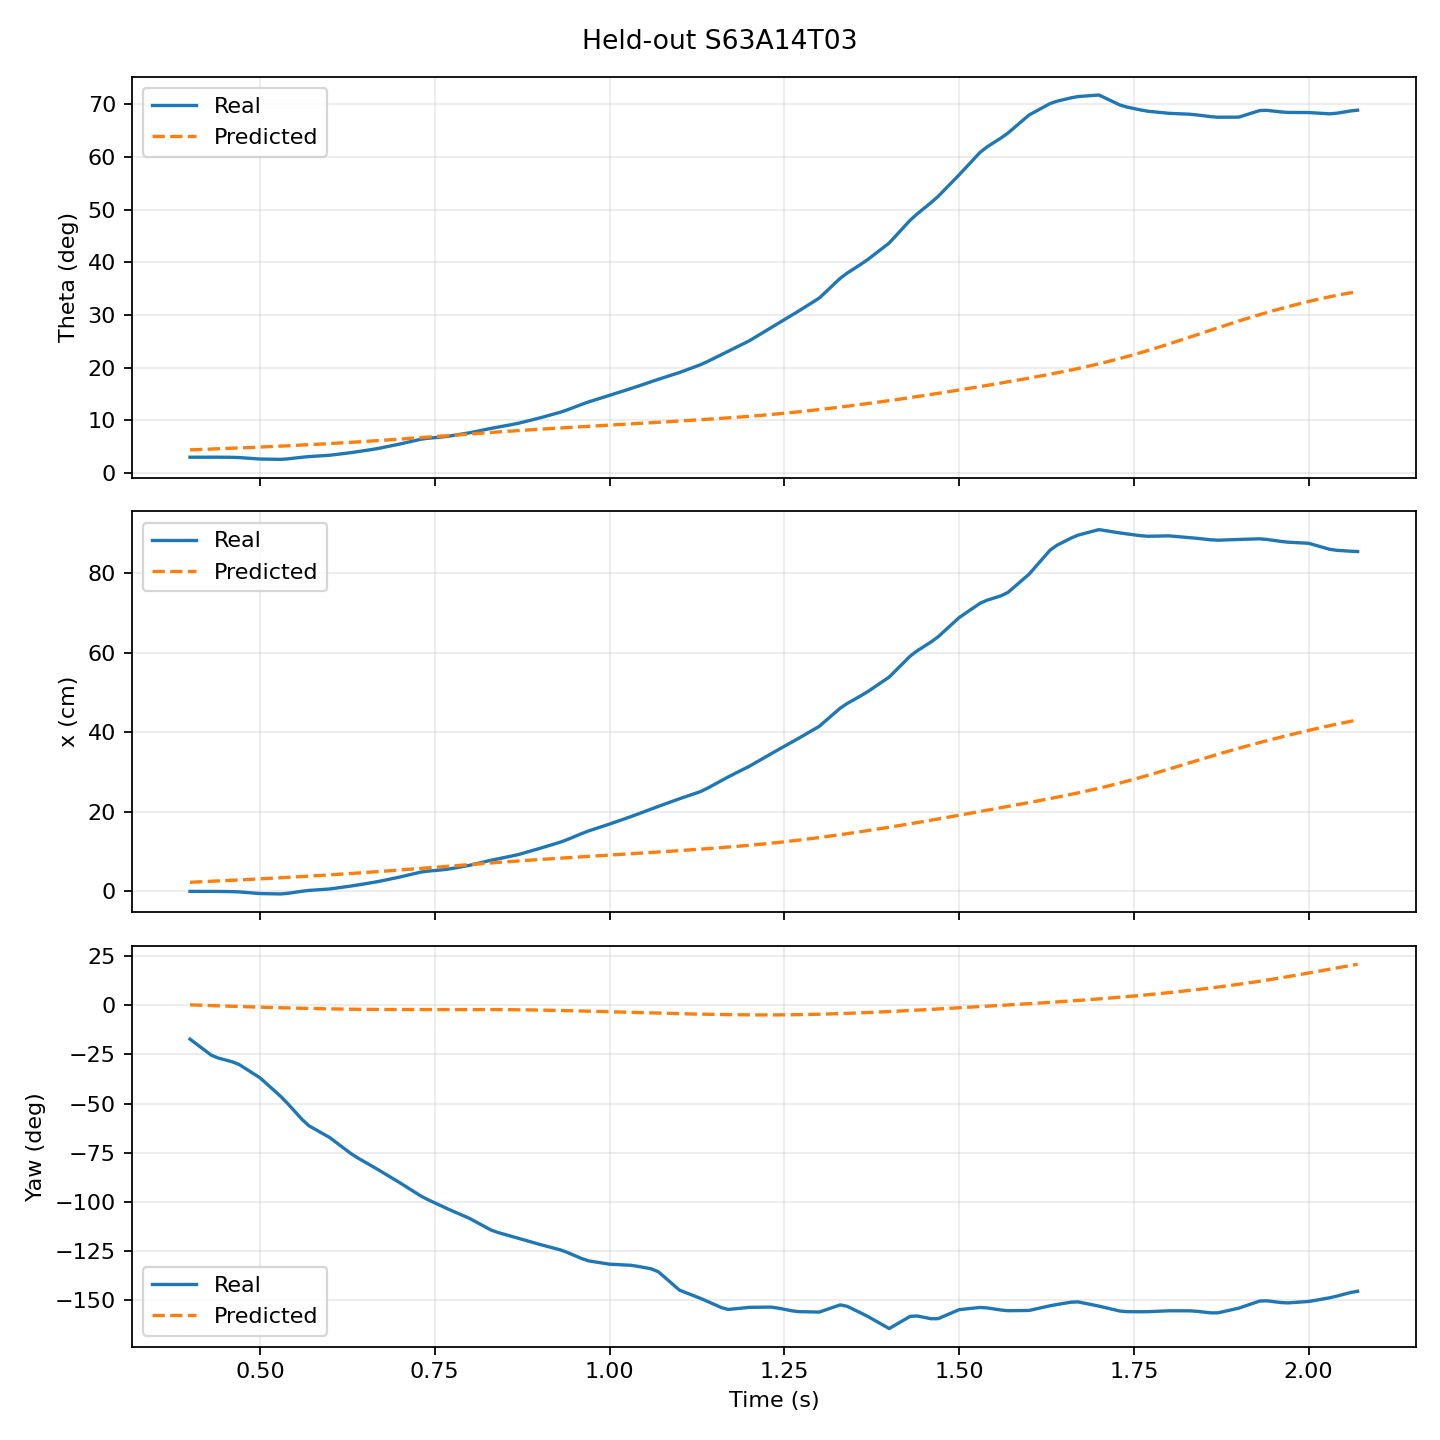 Held-out S63A14T03
Real
Predicted
70
60
50
40
30
20
10
0
Theta (deg)
Real
Predicted
80
60
40
20
0
x (cm)
25
0
−25
−50
−75
−100
−125
−150
Yaw (deg)
Real
Predicted
0.50 0.75 1.00 1.25 1.50 1.75 2.00
Time (s)